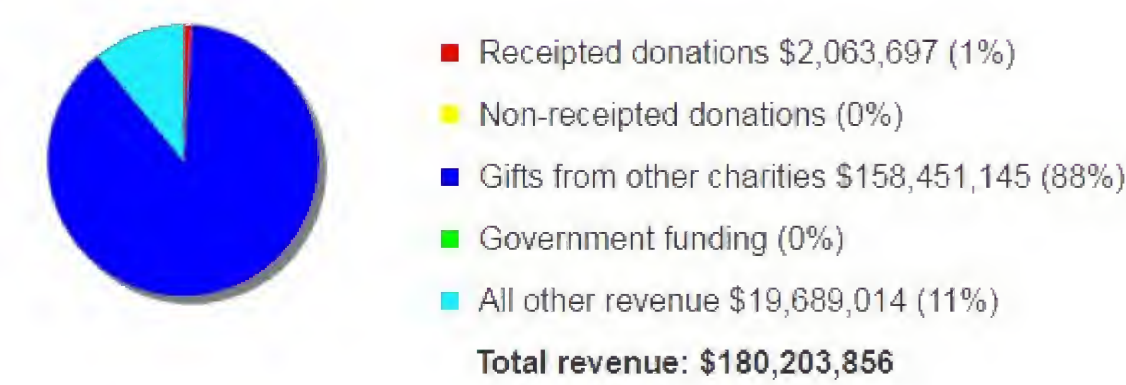 Receipted donations $2,063,697 (1%)
Non-receipted donations (0%)
Gifts from other charities $158,451,145 (88%)
Government funding (0%)
All other revenue $19,689,014 (11%)
Total revenue: $180,203,856